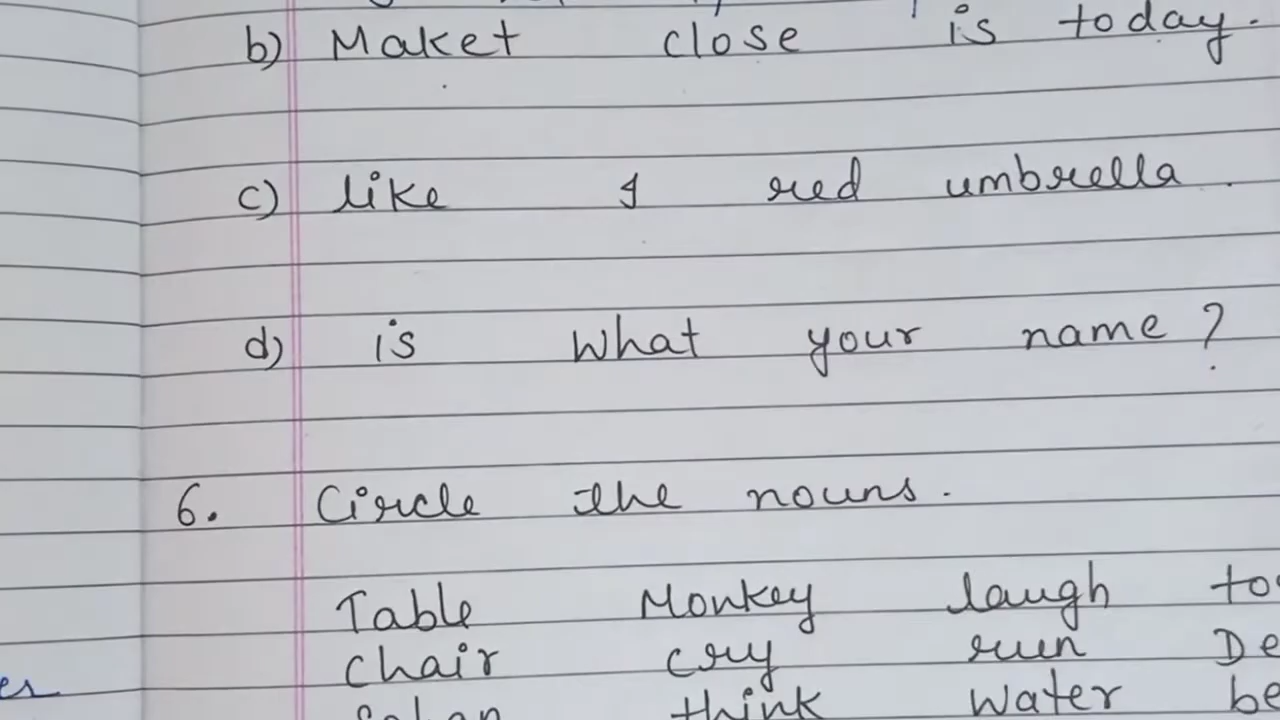 b) Maket close is today.
c) like I red umbrella.
d) is what your name?
6. Circle the nouns.
Table Monkey laugh
Chair cry run
think Water